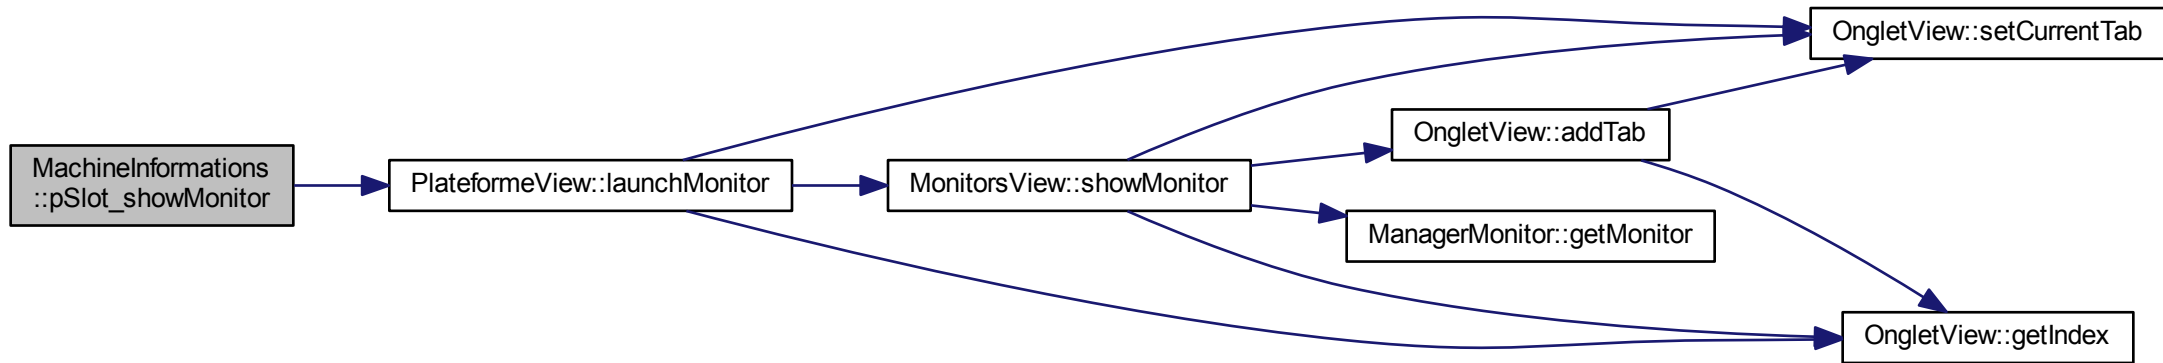 MachineInformations
::pSlot_showMonitor
PlateformeView::launchMonitor
MonitorsView::showMonitor
OngletView::setCurrentTab
OngletView::addTab
ManagerMonitor::getMonitor
OngletView::getIndex